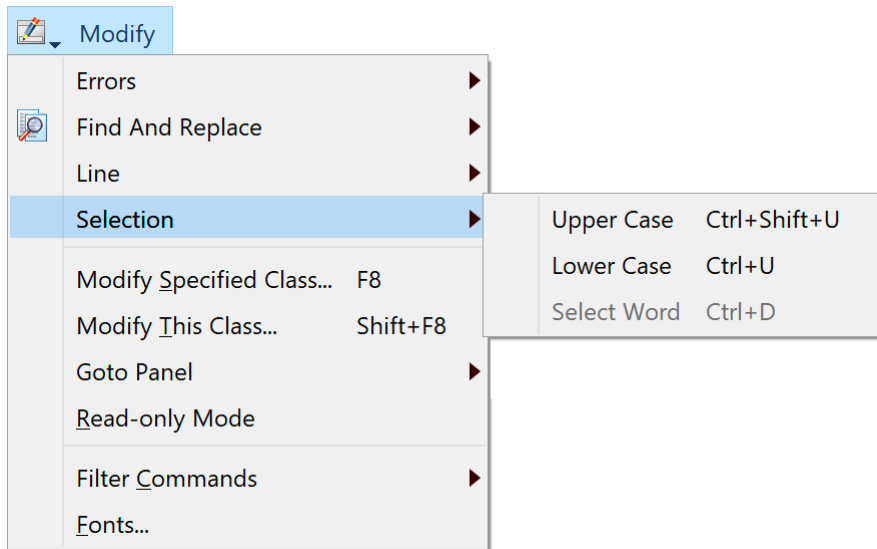 Modify
Errors
Find And Replace
Line
Selection
Upper Case Ctrl+Shift+U
Lower Case Ctrl+U
Select Word Ctrl+D
Modify Specified Class... F8
Modify This Class... Shift+F8
Goto Panel
Read-only Mode
Filter Commands
Fonts...